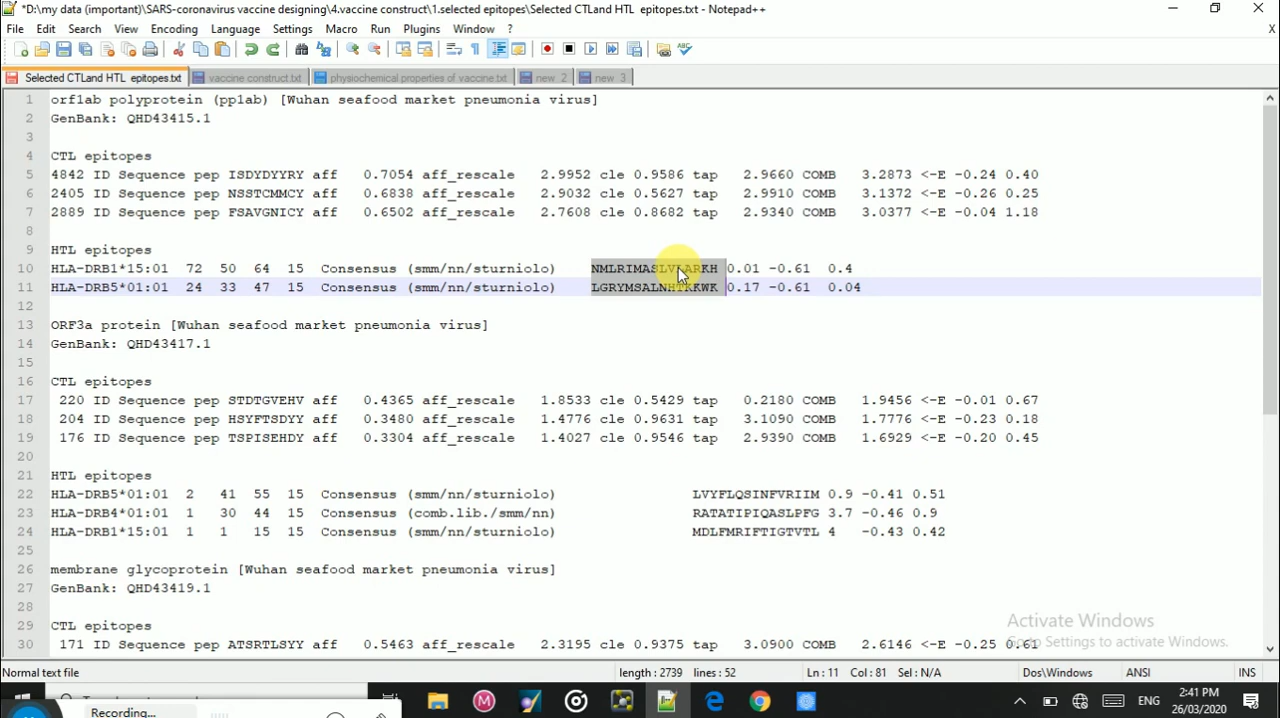 *D:\my data (important)\SARS-coronavirus vaccine designing\4.vaccine construct\1.selected epitopes\Selected CTLand HTL  epitopes.txt - Notepad++
File Edit Search View Encoding Language Settings Macro Run Plugins Window ?
X
Selected CTLand HTL  epitopes.txt vaccine construct.txt physiochemical properties of vaccine.txt new  2 new  3
1 orf1ab polyprotein (pp1ab) [Wuhan seafood market pneumonia virus]
2 GenBank: QHD43415.1
3
4 CTL epitopes
5 4842 ID Sequence pep ISDYDYYRY aff 0.7054 aff_rescale 2.9952 cle 0.9586 tap 2.9660 COMB 3.2873 <-E -0.24 0.40
6 2405 ID Sequence pep NSSTCMMCY aff 0.6838 aff_rescale 2.9032 cle 0.5627 tap 2.9910 COMB 3.1372 <-E -0.26 0.25
7 2889 ID Sequence pep FSAVGNICY aff 0.6502 aff_rescale 2.7608 cle 0.8682 tap 2.9340 COMB 3.0377 <-E -0.04 1.18
8
9 HTL epitopes
10 HLA-DRB1*15:01 72 50 64 15 Consensus (smm/nn/sturniolo) NMLRIMASLVLARKH 0.01 -0.61 0.4
11 HLA-DRB5*01:01 24 33 47 15 Consensus (smm/nn/sturniolo) LGRYMSALNHTKKWK 0.17 -0.61 0.04
12
13 ORF3a protein [Wuhan seafood market pneumonia virus]
14 GenBank: QHD43417.1
15
16 CTL epitopes
17 220 ID Sequence pep STDTGVEHV aff 0.4365 aff_rescale 1.8533 cle 0.5429 tap 0.2180 COMB 1.9456 <-E -0.01 0.67
18 204 ID Sequence pep HSYFTSDYY aff 0.3480 aff_rescale 1.4776 cle 0.9631 tap 3.1090 COMB 1.7776 <-E -0.23 0.18
19 176 ID Sequence pep TSPISEHDY aff 0.3304 aff_rescale 1.4027 cle 0.9546 tap 2.9390 COMB 1.6929 <-E -0.20 0.45
20
21 HTL epitopes
22 HLA-DRB5*01:01 2 41 55 15 Consensus (smm/nn/sturniolo) LVYFLQSINFVRIIM 0.9 -0.41 0.51
23 HLA-DRB4*01:01 1 30 44 15 Consensus (comb.lib./smm/nn) RATATIPIQASLPFG 3.7 -0.46 0.9
24 HLA-DRB1*15:01 1 1 15 15 Consensus (smm/nn/sturniolo) MDLFMRIFTIGTVTL 4 -0.43 0.42
25
26 membrane glycoprotein [Wuhan seafood market pneumonia virus]
27 GenBank: QHD43419.1
28
29 CTL epitopes
30 171 ID Sequence pep ATSRTLSYY aff 0.5463 aff_rescale 2.3195 cle 0.9375 tap 3.0900 COMB 2.6146 <-E -0.25 0.61
Activate Windows
Go to Settings to activate Windows.
Normal text file length : 2739 lines : 52 Ln : 11 Col : 81 Sel : N/A Dos\Windows ANSI INS
ENG
2:41 PM
26/03/2020
Recording...